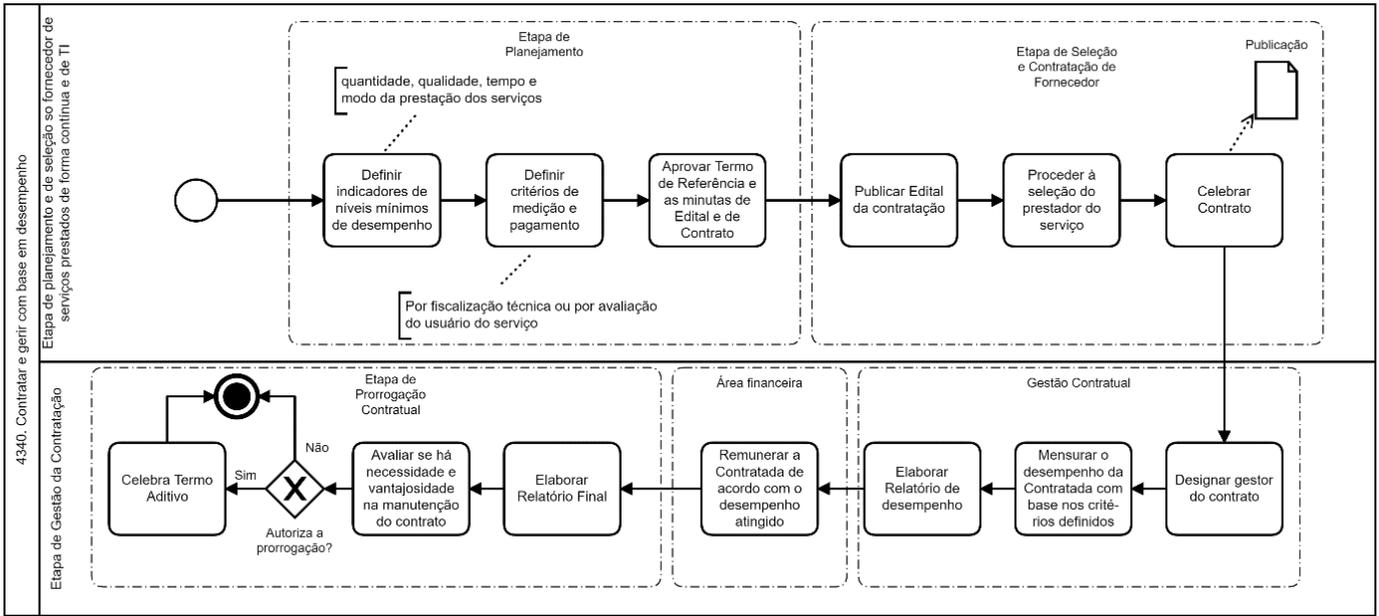 4340. Contratar e gerir com base em desempenho
Etapa de planejamento e de seleção so fornecedor de
serviços prestados de forma contínua e de TI
Etapa de
Planejamento
quantidade, qualidade, tempo e
modo da prestação dos serviços
Definir
indicadores de
níveis mínimos
de desempenho
Definir
critérios de
medição e
pagamento
Aprovar Termo
de Referência e
as minutas de
Edital e de
Contrato
Por fiscalização técnica ou por avaliação
do usuário do serviço
Etapa de Seleção
e Contratação de
Fornecedor
Publicação
Publicar Edital
da contratação
Proceder à
seleção do
prestador do
serviço
Celebrar
Contrato
Etapa de Gestão da Contratação
Etapa de
Prorrogação
Contratual
Celebra Termo
Aditivo
Sim
Não
Autoriza a
prorrogação?
Avaliar se há
necessidade e
vantajosidade
na manutenção
do contrato
Elaborar
Relatório Final
Área financeira
Remunerar a
Contratada de
acordo com o
desempenho
atingido
Gestão Contratual
Elaborar
Relatório de
desempenho
Mensurar o
desempenho da
Contratada com
base nos crité-
rios definidos
Designar gestor
do contrato